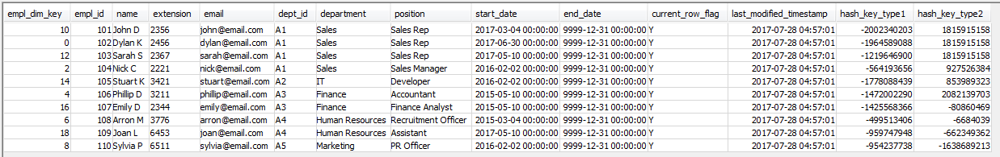 empl_dim_key empl_id name extension email dept_id department position start_date end_date current_row_flag last_modified_timestamp hash_key_type1 hash_key_type2
10 101 John D 2356 john@email.com A1 Sales Sales Rep 2017-03-04 00:00:00 9999-12-31 00:00:00 Y 2017-07-28 04:57:01 -2002340203 1815915158
0 102 Dylan K 2456 dylan@email.com A1 Sales Sales Rep 2017-06-30 00:00:00 9999-12-31 00:00:00 Y 2017-07-28 04:57:01 -1964589088 1815915158
12 103 Sarah S 2367 sarah@email.com A1 Sales Sales Rep 2017-05-10 00:00:00 9999-12-31 00:00:00 Y 2017-07-28 04:57:01 -1219646900 1815915158
2 104 Nick C 2221 nick@email.com A1 Sales Sales Manager 2016-02-02 00:00:00 9999-12-31 00:00:00 Y 2017-07-28 04:57:01 -564193656 927526384
14 105 Stuart K 3421 stuart@email.com A2 IT Developer 2016-02-02 00:00:00 9999-12-31 00:00:00 Y 2017-07-28 04:57:01 -1778088439 853989323
4 106 Phillip D 3211 phillip@email.com A3 Finance Accountant 2015-05-10 00:00:00 9999-12-31 00:00:00 Y 2017-07-28 04:57:01 -1472002290 2082139703
16 107 Emily D 2344 emily@email.com A3 Finance Finance Analyst 2015-05-10 00:00:00 9999-12-31 00:00:00 Y 2017-07-28 04:57:01 -1425568366 -80860469
6 108 Arron M 3776 arron@email.com A4 Human Resources Recruitment Officer 2015-03-04 00:00:00 9999-12-31 00:00:00 Y 2017-07-28 04:57:01 -499513406 -6684039
18 109 Joan L 6453 joan@email.com A4 Human Resources Assistant 2017-05-10 00:00:00 9999-12-31 00:00:00 Y 2017-07-28 04:57:01 -959747948 -662349362
8 110 Sylvia P 6511 sylvia@email.com A5 Marketing PR Officer 2016-02-02 00:00:00 9999-12-31 00:00:00 Y 2017-07-28 04:57:01 -954237738 -1638689213